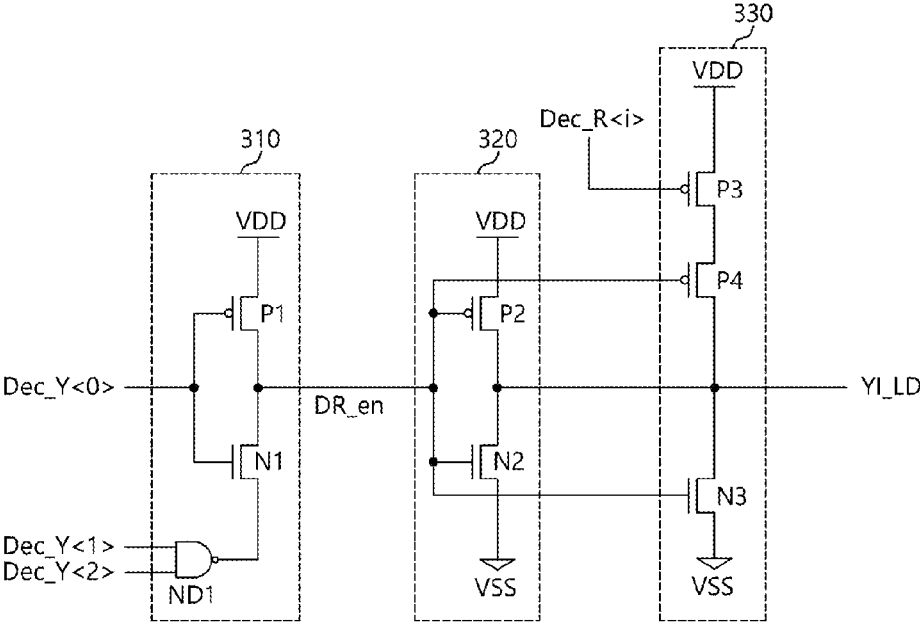 330
VDD
Dec_R<i>
310
320
P3
VDD
VDD
P4
P1
P2
Dec_Y<0>
DR_en
YI_LD
N1
N2
N3
Dec_Y<1>
Dec_Y<2>
ND1
VSS
VSS